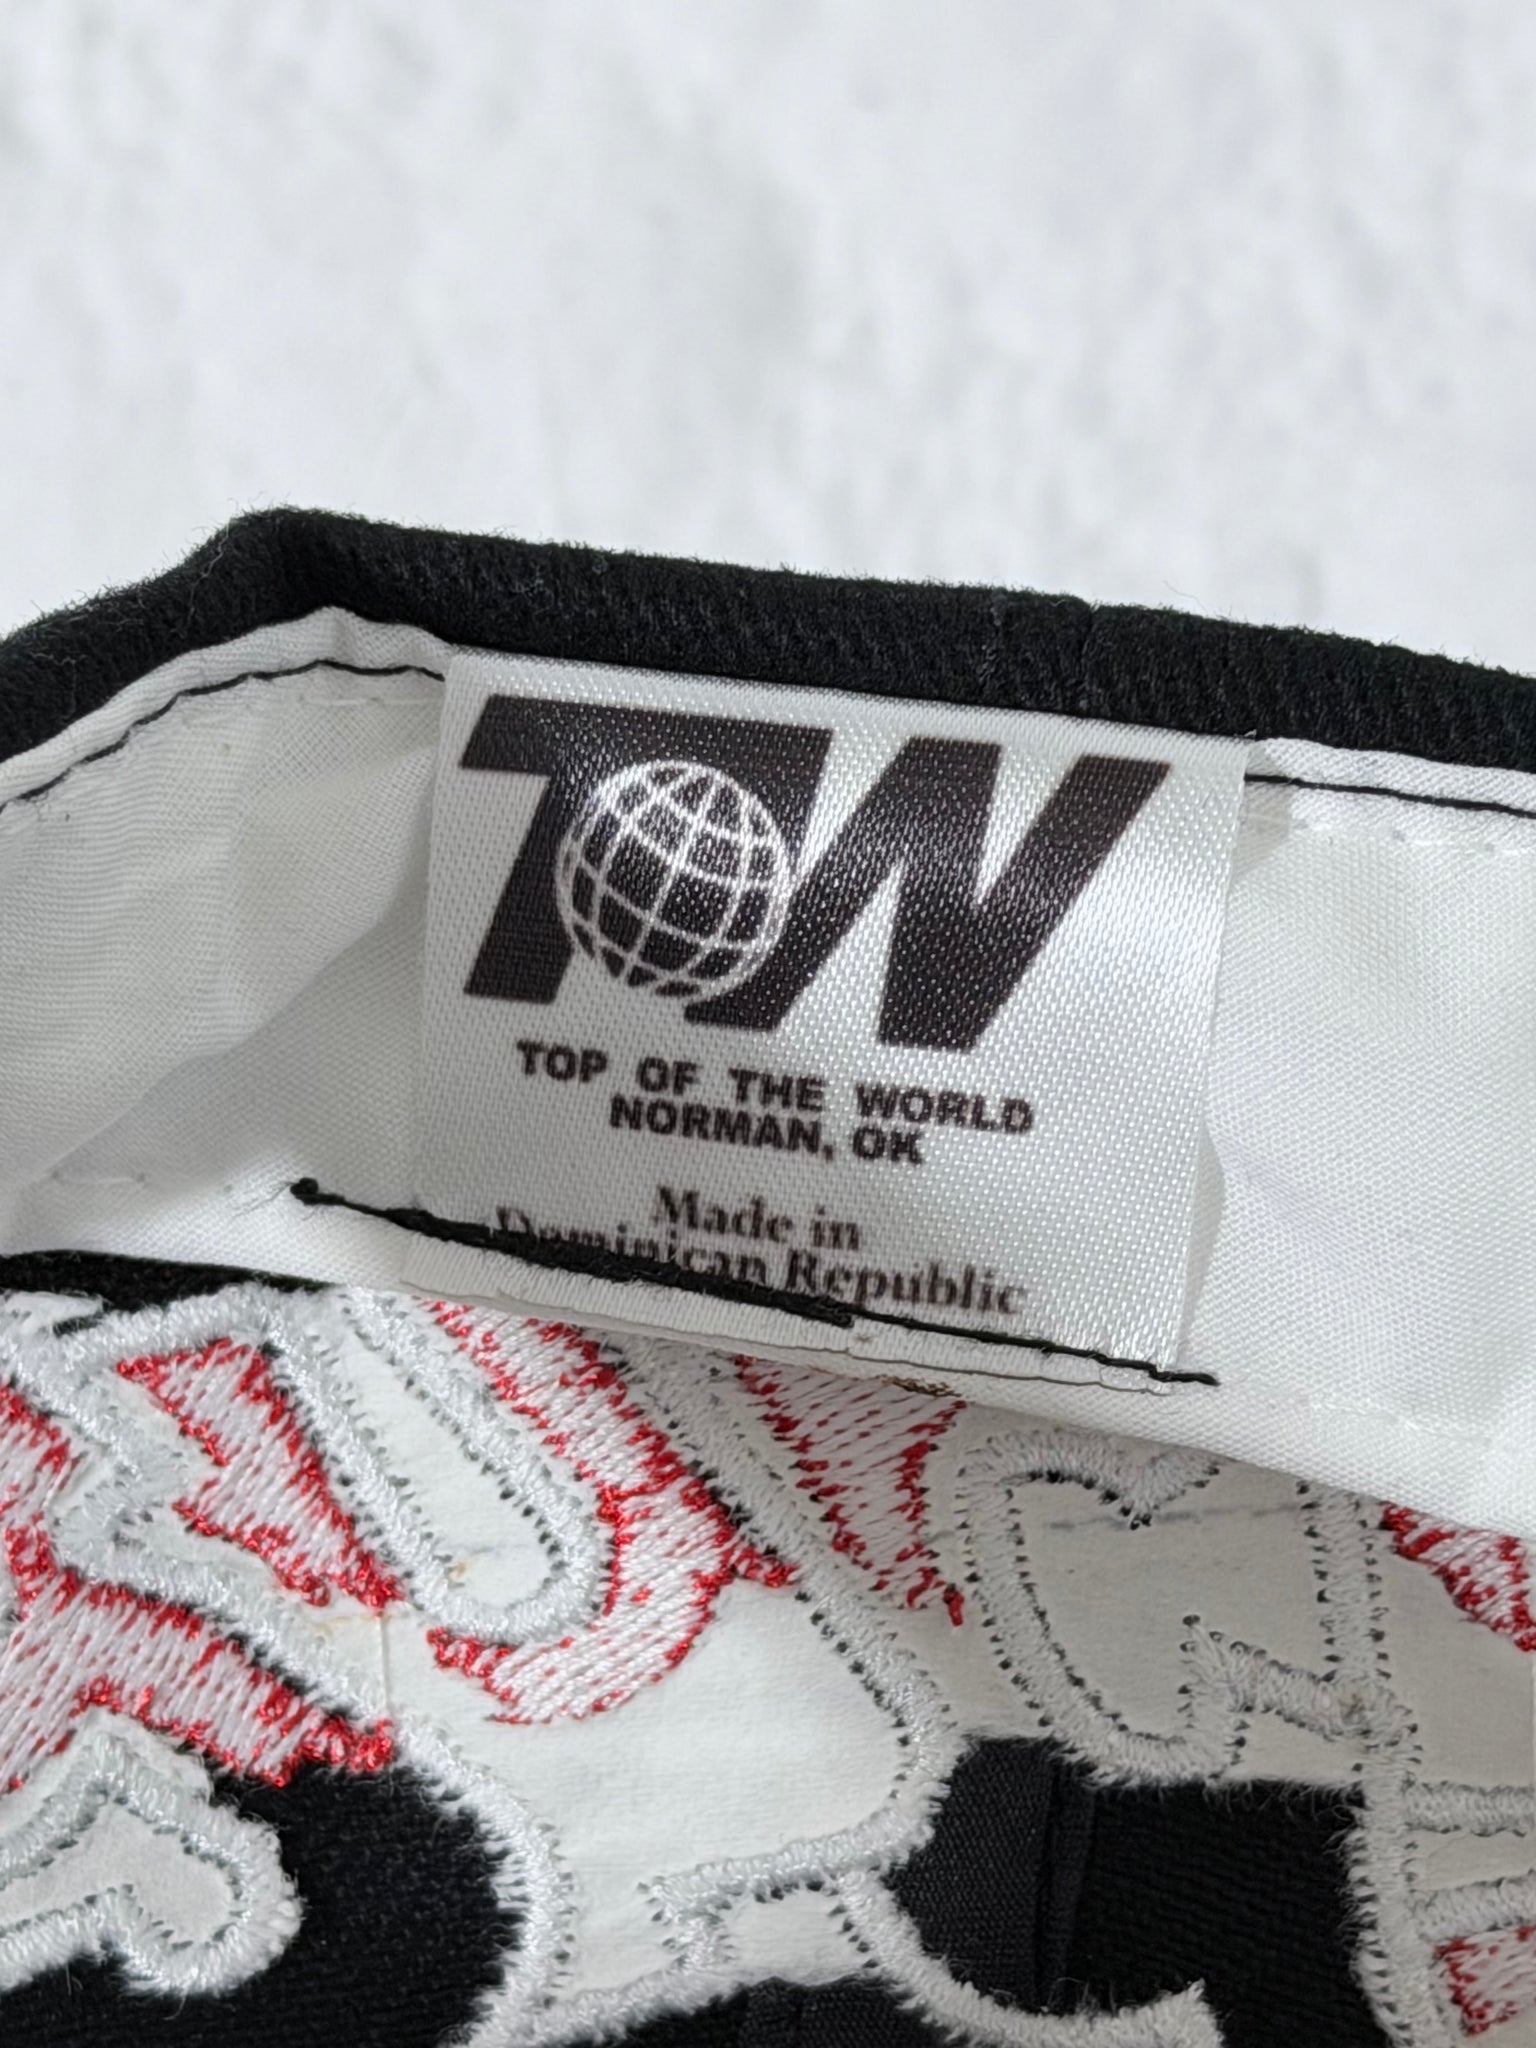 TOW
TOP OF THE WORLD
NORMAN, OK
Made in
Dominican Republic